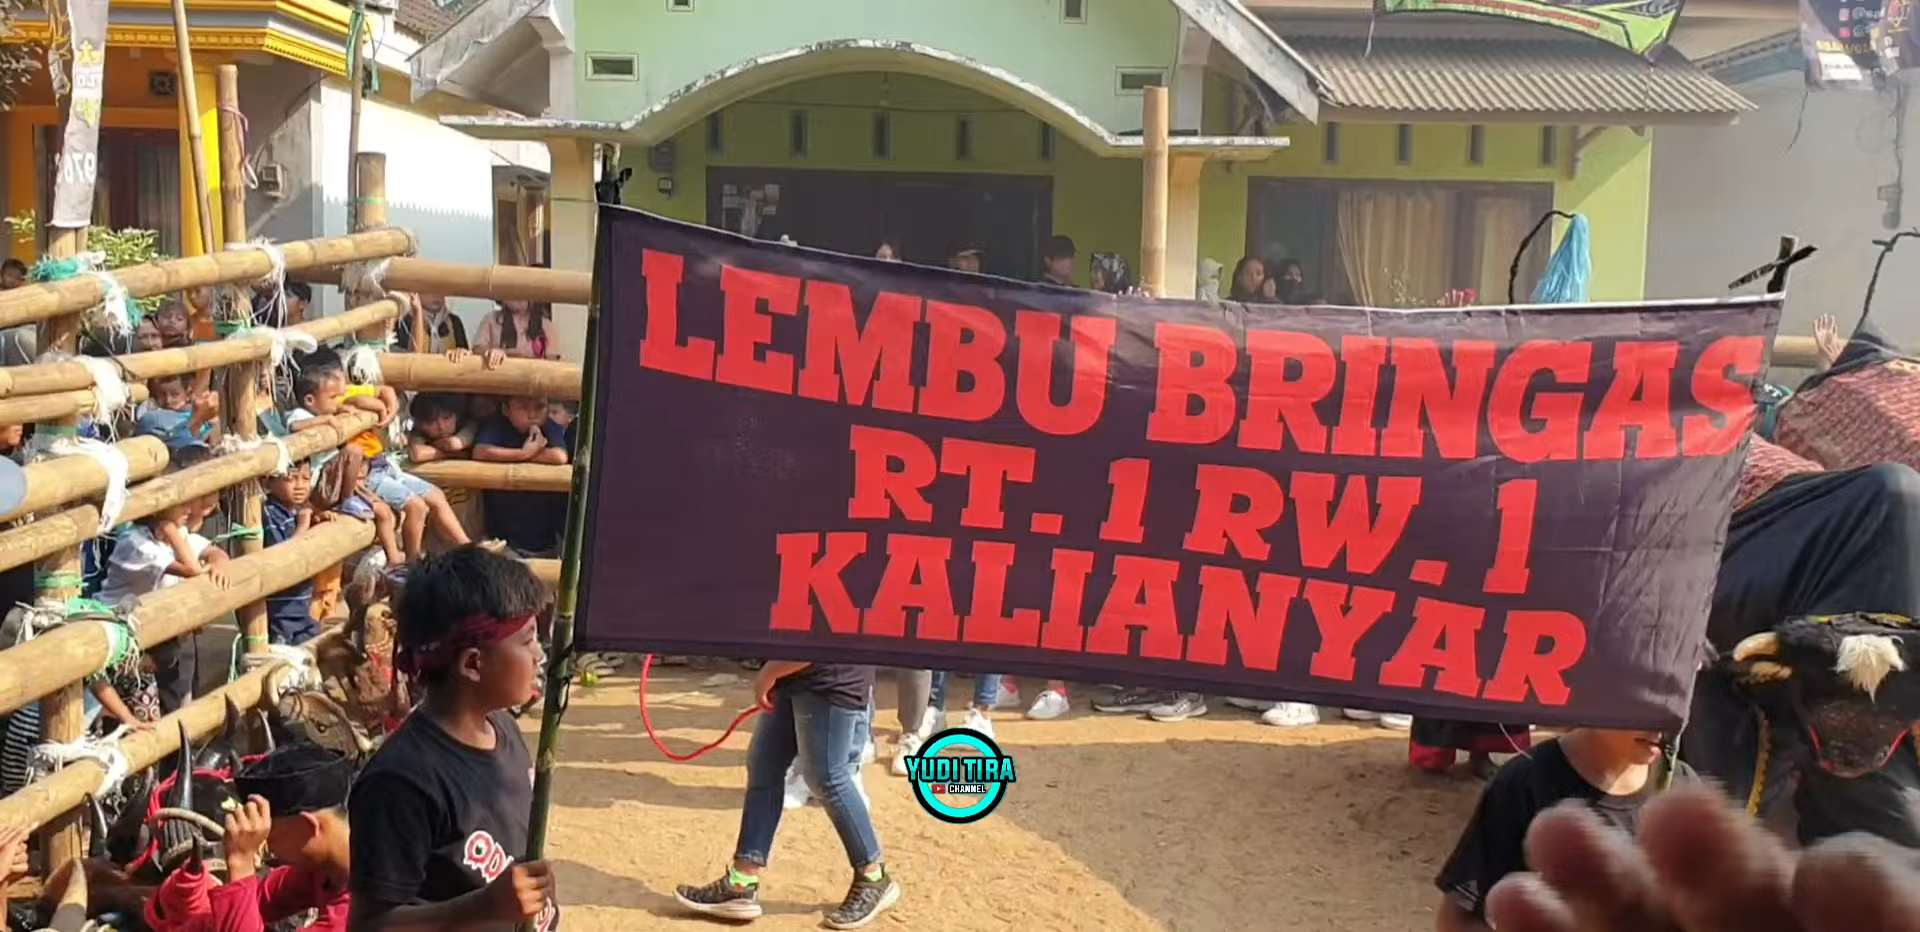 LEMBU BRINGAS
RT. 1 RW. 1
KALIANYAR
YUDI TIRA
CHANNEL